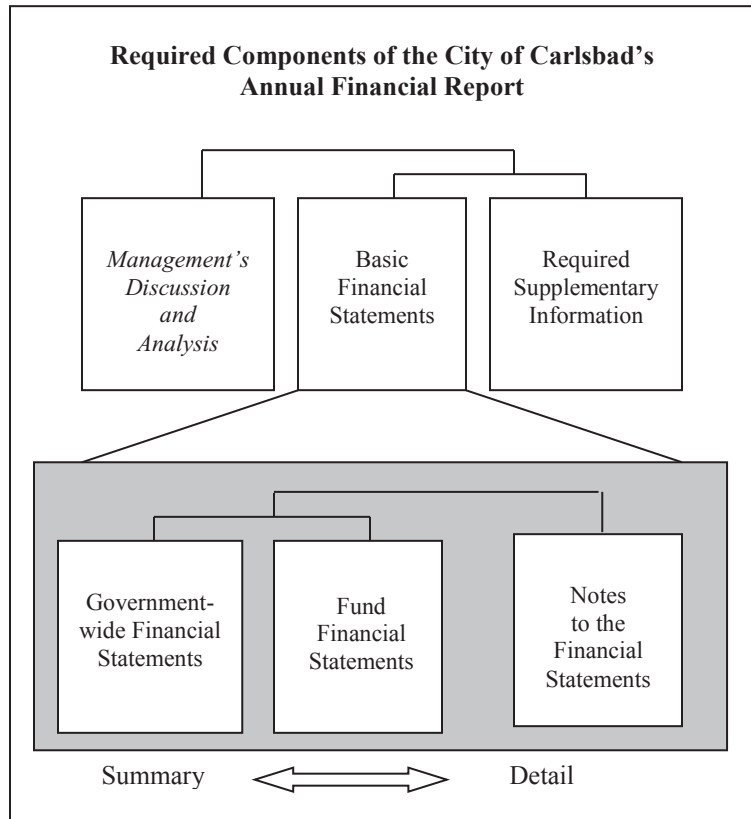 Required Components of the City of Carlsbad's
Annual Financial Report
Management's
Discussion
and
Analysis
Basic
Financial
Statements
Required
Supplementary
Information
Government-
wide Financial
Statements
Fund
Financial
Statements
Notes
to the
Financial
Statements
Summary
Detail